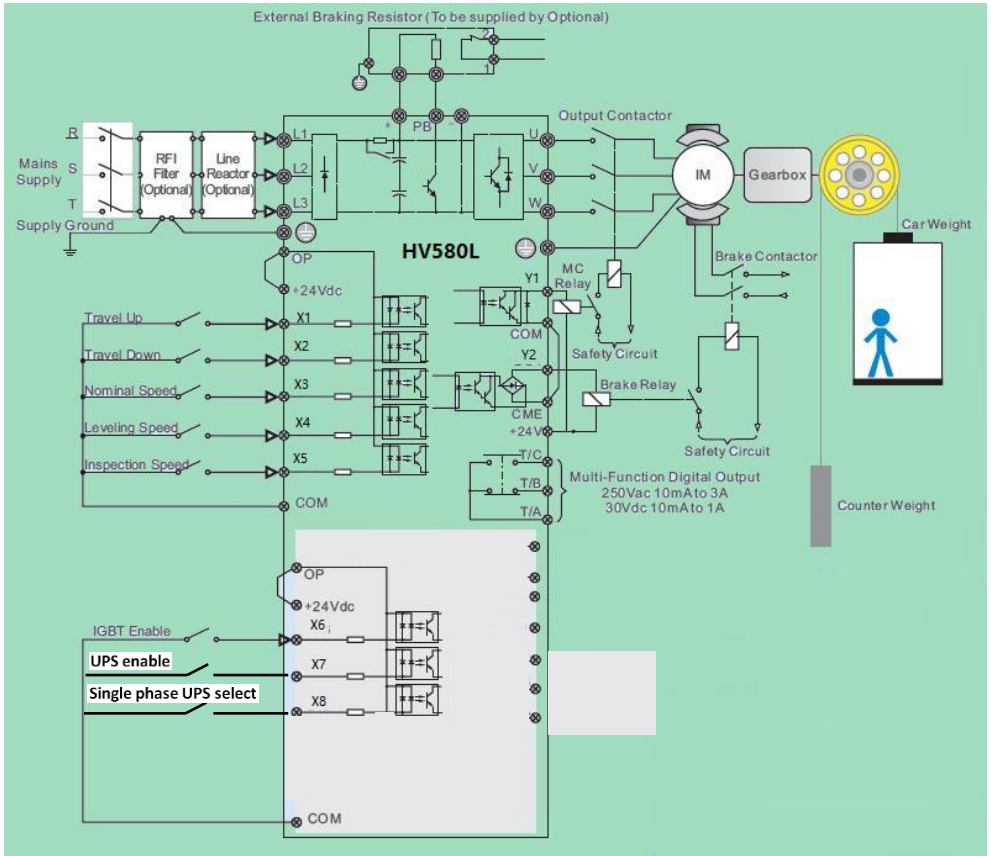 External Braking Resistor (To be supplied by Optional)
2
1
+
PB
-
Output Contactor
Mains
Supply
R
S
T
RFI
Filter
(Optional)
Line
Reactor
(Optional)
L1
L2
L3
U
V
W
IM
Gearbox
Supply Ground
HV580L
Car Weight
Brake Contactor
OP
+24Vdc
Y1
MC
Relay
COM
Safety Circuit
Travel Up
X1
Travel Down
X2
Y2
Nominal Speed
X3
Brake Relay
CME
Leveling Speed
X4
+24V
Safety Circuit
Inspection Speed
X5
T/C
T/B
T/A
Multi-Function Digital Output
250Vac 10mA to 3A
30Vdc 10mA to 1A
COM
Counter Weight
OP
+24Vdc
IGBT Enable
X6
UPS enable
X7
Single phase UPS select
X8
COM